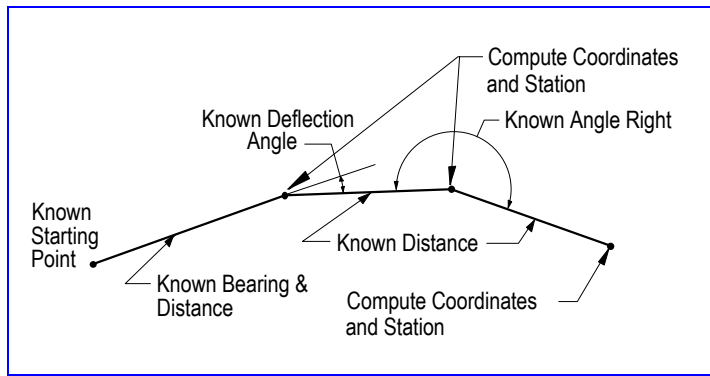 Compute Coordinates
and Station
Known Deflection
Angle
Known Angle Right
Known
Starting
Point
Known Distance
Known Bearing &
Distance
Compute Coordinates
and Station